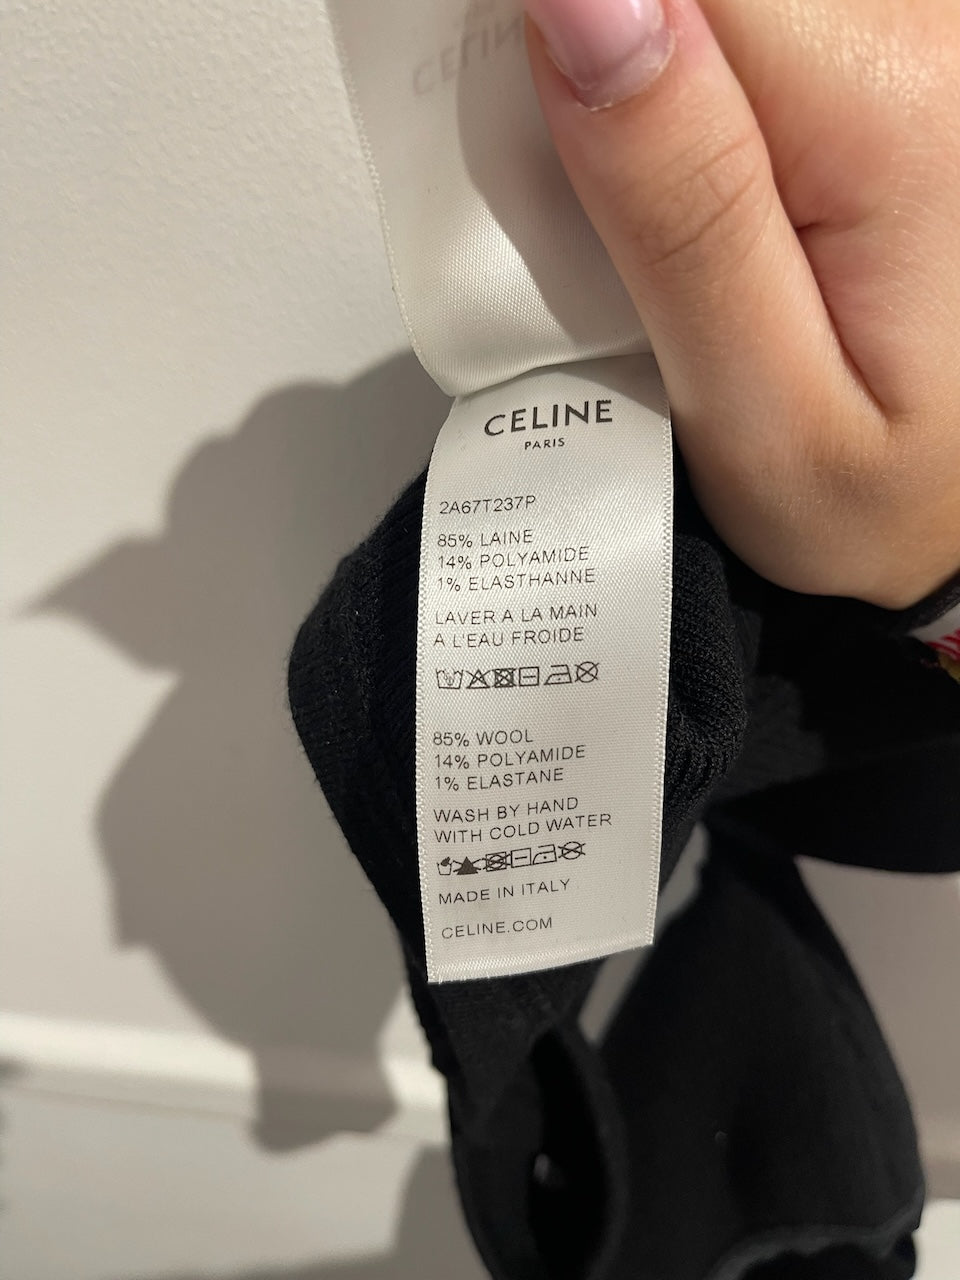 CELINE
PARIS
2A67T237P
85% LAINE
14% POLYAMIDE
1% ELASTHANNE
LAVER A LA MAIN
A L'EAU FROIDE
85% WOOL
14% POLYAMIDE
1% ELASTANE
WASH BY HAND
WITH COLD WATER
MADE IN ITALY
CELINE.COM